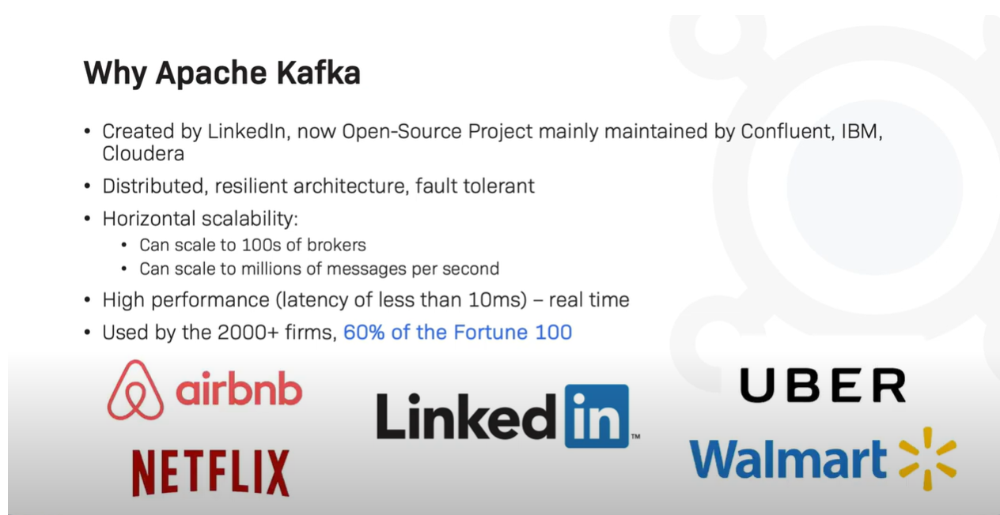 Why Apache Kafka
• Created by LinkedIn, now Open-Source Project mainly maintained by Confluent, IBM,
Cloudera
• Distributed, resilient architecture, fault tolerant
• Horizontal scalability:
• Can scale to 100s of brokers
• Can scale to millions of messages per second
• High performance (latency of less than 10ms) – real time
• Used by the 2000+ firms, 60% of the Fortune 100
airbnb
NETFLIX
Linked in ™
UBER
Walmart